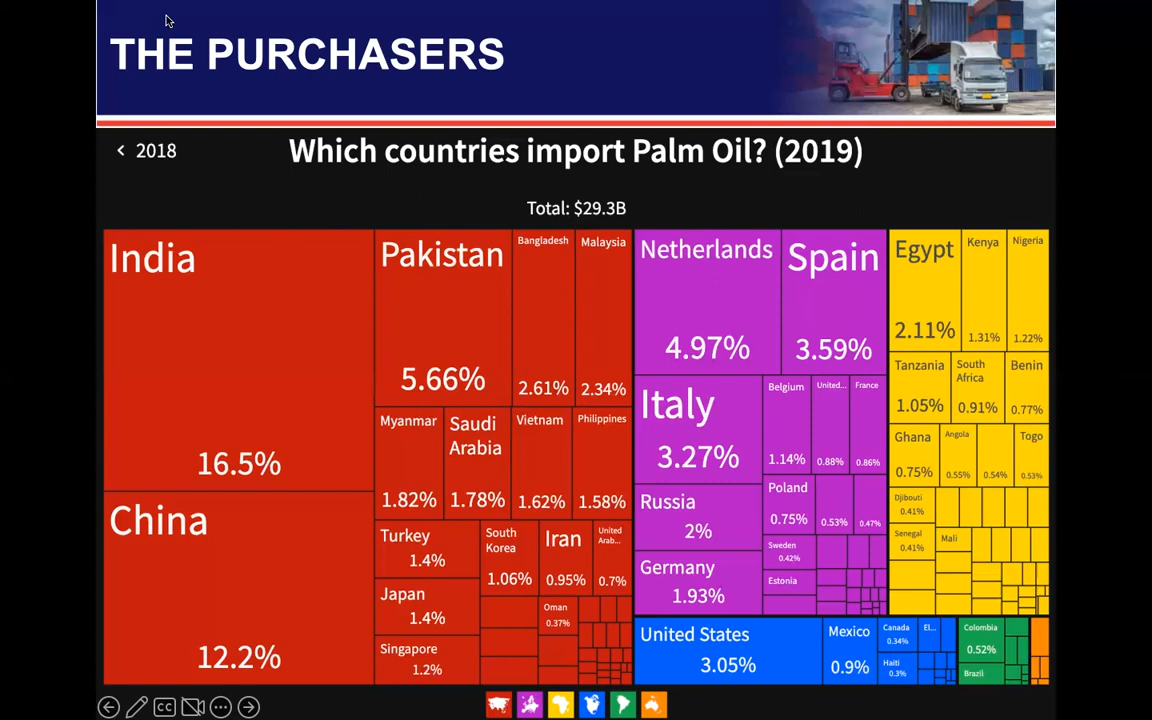 THE PURCHASERS
< 2018
Which countries import Palm Oil? (2019)
Total: $29.3B
India
16.5%
China
12.2%
Pakistan
5.66%
Bangladesh
2.61%
Malaysia
2.34%
Myanmar
1.82%
Saudi
Arabia
1.78%
Vietnam
1.62%
Philippines
1.58%
Turkey
1.4%
Japan
1.4%
Singapore
1.2%
South
Korea
1.06%
Iran
0.95%
United
Arab...
0.7%
Oman
0.37%
Netherlands
4.97%
Spain
3.59%
Italy
3.27%
Russia
2%
Germany
1.93%
Belgium
1.14%
United...
0.88%
France
0.86%
Poland
0.75%
0.53%
0.47%
Sweden
0.42%
Estonia
Egypt
2.11%
Kenya
1.31%
Nigeria
1.22%
Tanzania
1.05%
South
Africa
0.91%
Benin
0.77%
Ghana
0.75%
Angola
0.55%
0.54%
Togo
0.53%
Djibouti
0.41%
Senegal
0.41%
Mali
United States
3.05%
Mexico
0.9%
Canada
0.34%
El...
Haiti
0.3%
Colombia
0.52%
Brazil
CC